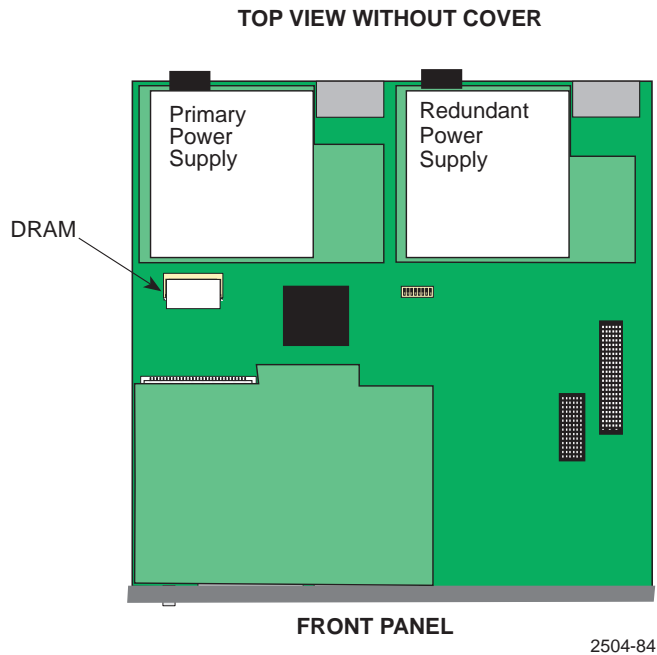 TOP VIEW WITHOUT COVER
Primary
Power
Supply
Redundant
Power
Supply
DRAM
FRONT PANEL
2504-84